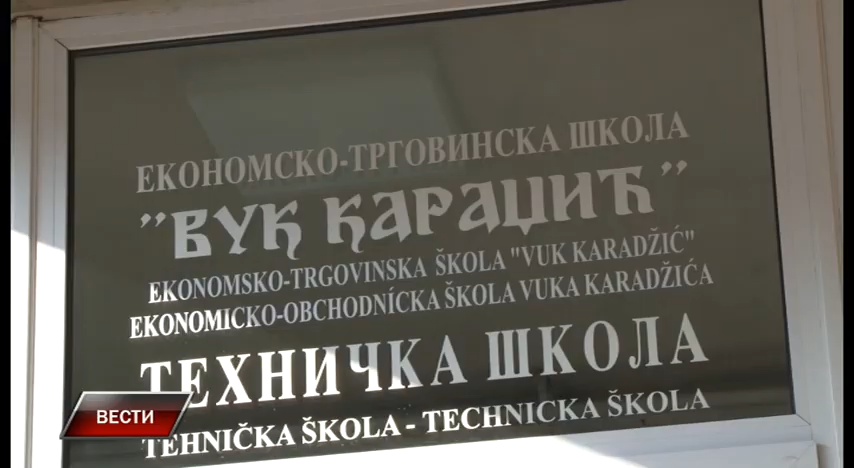 ЕКОНОМСКО-ТРГОВИНСКА ШКОЛА
"ВУК КАРАЏИЋ"
EKONOMSKO-TRGOVINSKA ŠKOLA "VUK KARADŽIĆ"
EKONOMICKO-OBCHODNÍCKA ŠKOLA VUKA KARADŽIĆA
ТЕХНИЧКА ШКОЛА
TEHNIČKA ŠKOLA - TECHNICKA ŠKOLA
ВЕСТИ